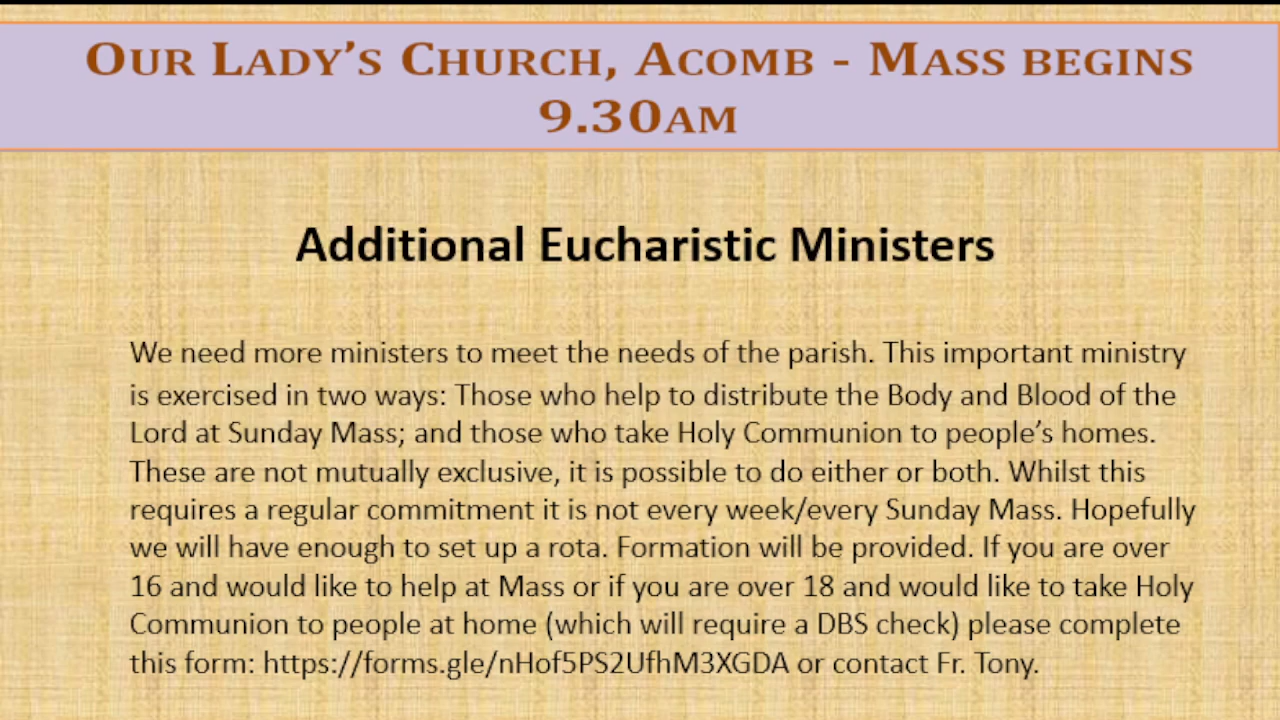 Our Lady’s Church, Acomb - Mass begins
9.30am
Additional Eucharistic Ministers
We need more ministers to meet the needs of the parish. This important ministry
is exercised in two ways: Those who help to distribute the Body and Blood of the
Lord at Sunday Mass; and those who take Holy Communion to people’s homes.
These are not mutually exclusive, it is possible to do either or both. Whilst this
requires a regular commitment it is not every week/every Sunday Mass. Hopefully
we will have enough to set up a rota. Formation will be provided. If you are over
16 and would like to help at Mass or if you are over 18 and would like to take Holy
Communion to people at home (which will require a DBS check) please complete
this form: https://forms.gle/nHof5PS2UfhM3XGDA or contact Fr. Tony.